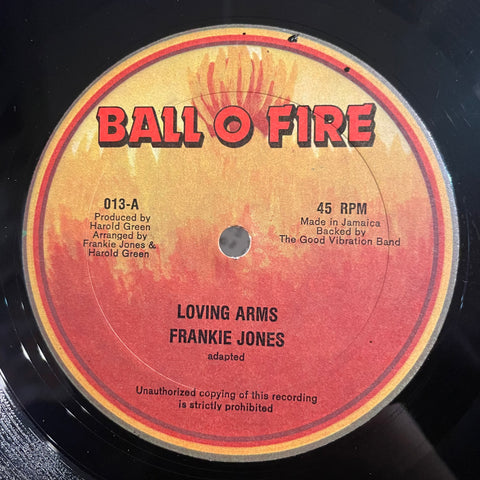 BALL O FIRE
013-A
Produced by
Harold Green
Arranged by
Frankie Jones &
Harold Green
45 RPM
Made in Jamaica
Backed by
The Good Vibration Band
LOVING ARMS
FRANKIE JONES
adapted
Unauthorized copying of this recording
is strictly prohibited